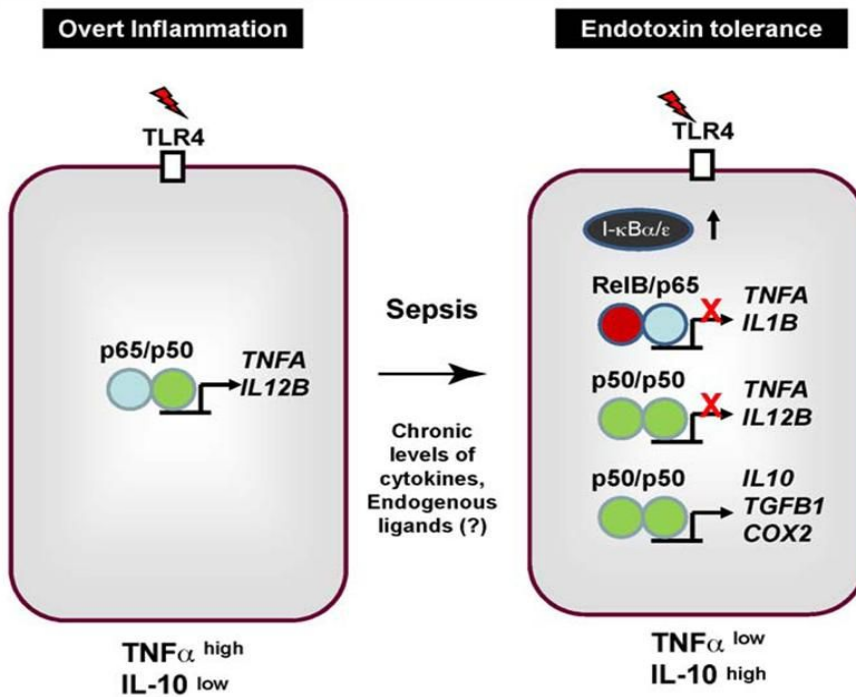 Overt Inflammation
TLR4
p65/p50
TNFA
IL12B
TNFα high
IL-10 low
Sepsis
Chronic
levels of
cytokines,
Endogenous
ligands (?)
Endotoxin tolerance
TLR4
I-κBα/ε
RelB/p65
TNFA
IL1B
X
p50/p50
TNFA
IL12B
X
p50/p50
IL10
TGFB1
COX2
TNFα low
IL-10 high